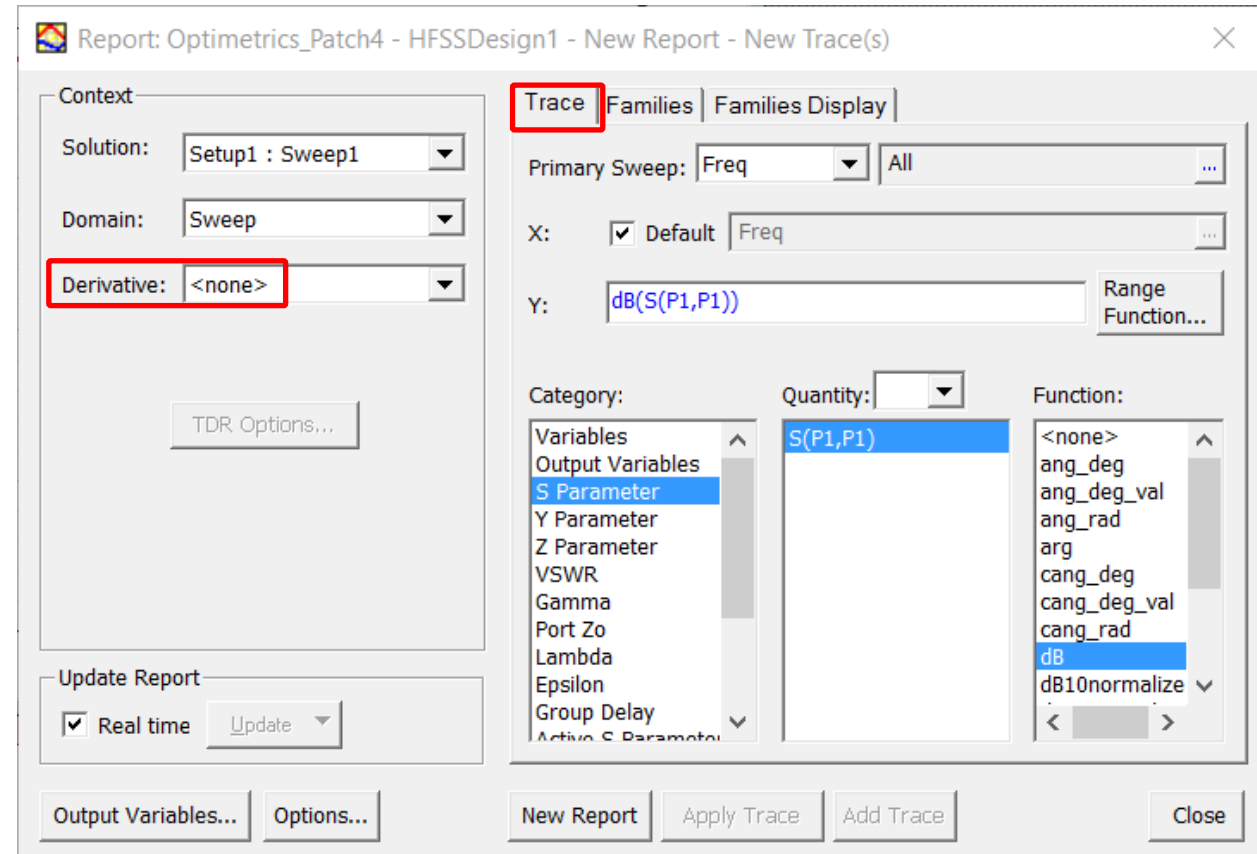 Report: Optimetrics_Patch4 - HFSSDesign1 - New Report - New Trace(s)
Context
Solution: Setup1 : Sweep1
Domain: Sweep
Derivative: <none>
TDR Options...
Update Report
Real time Update
Output Variables... Options...
Trace Families Families Display
Primary Sweep: Freq All ...
X: Default Freq ...
Y: dB(S(P1,P1)) Range
Function...
Category:
Variables
Output Variables
S Parameter
Y Parameter
Z Parameter
VSWR
Gamma
Port Zo
Lambda
Epsilon
Group Delay
Active S Parameter
Quantity:
S(P1,P1)
Function:
<none>
ang_deg
ang_deg_val
ang_rad
arg
cang_deg
cang_deg_val
cang_rad
dB
dB10normalize
New Report Apply Trace Add Trace Close